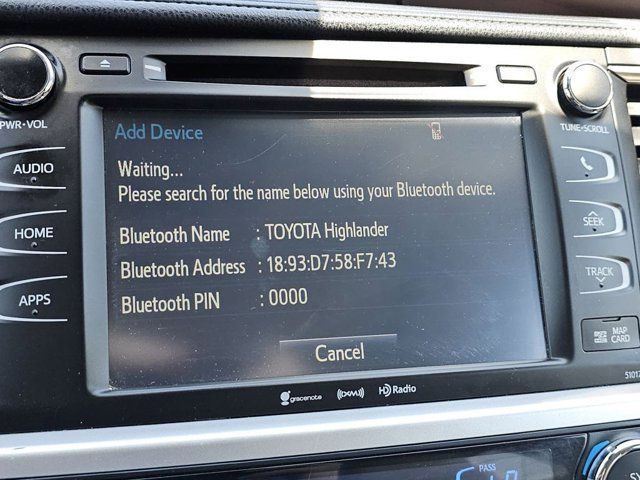 PWR•VOL
TUNE•SCROLL
AUDIO
HOME
APPS
SEEK
TRACK
MAP
CARD
Add Device
Waiting...
Please search for the name below using your Bluetooth device.
Bluetooth Name : TOYOTA Highlander
Bluetooth Address : 18:93:D7:58:F7:43
Bluetooth PIN : 0000
Cancel
gracenote
((XM))
HD Radio
PASS